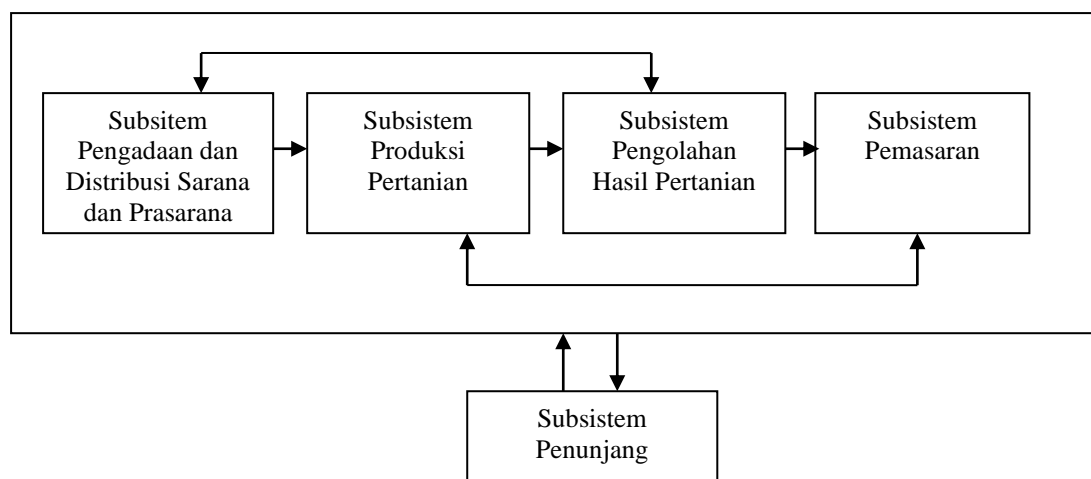 Subsitem
Pengadaan dan
Distribusi Sarana
dan Prasarana
Subsistem
Produksi
Pertanian
Subsistem
Pengolahan
Hasil Pertanian
Subsistem
Pemasaran
Subsistem
Penunjang